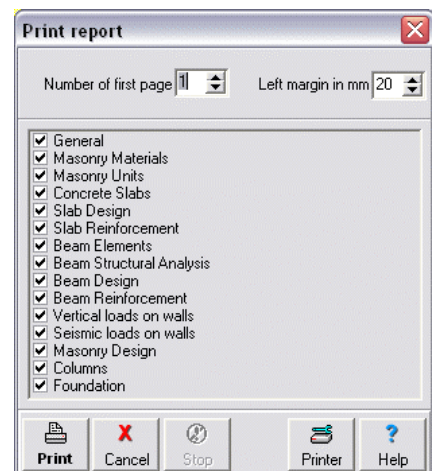 Print report
Number of first page 1 Left margin in mm 20
General
Masonry Materials
Masonry Units
Concrete Slabs
Slab Design
Slab Reinforcement
Beam Elements
Beam Structural Analysis
Beam Design
Beam Reinforcement
Vertical loads on walls
Seismic loads on walls
Masonry Design
Columns
Foundation
Print Cancel Stop Printer Help